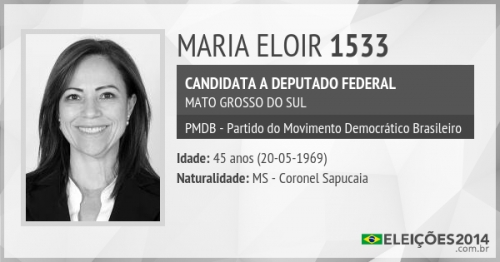 MARIA ELOIR 1533
CANDIDATA A DEPUTADO FEDERAL
MATO GROSSO DO SUL
PMDB - Partido do Movimento Democrático Brasileiro
Idade: 45 anos (20-05-1969)
Naturalidade: MS - Coronel Sapucaia
ELEIÇÕES2014
.com.br